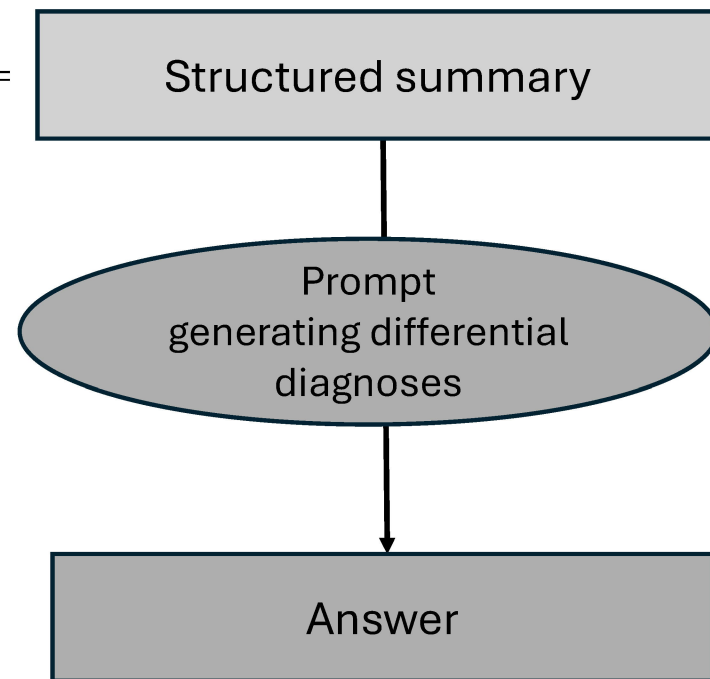 Structured summary
Prompt
generating differential
diagnoses
Answer